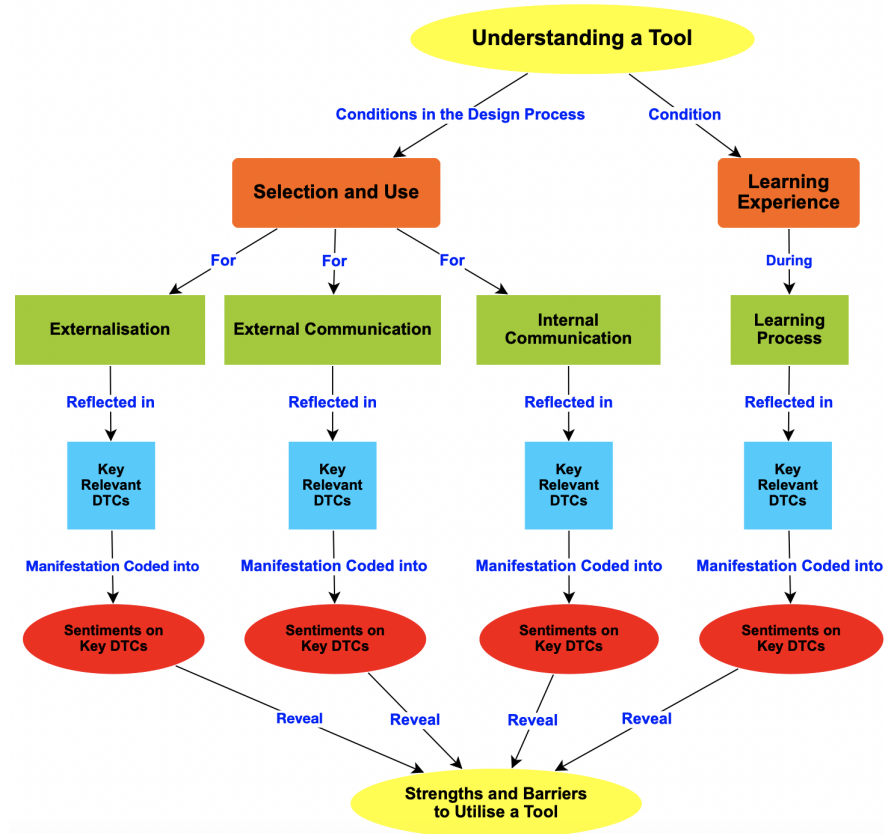 Understanding a Tool
Conditions in the Design Process
Condition
Selection and Use
Learning
Experience
For
For
For
During
Externalisation
External Communication
Internal
Communication
Learning
Process
Reflected in
Reflected in
Reflected in
Reflected in
Key
Relevant
DTCs
Key
Relevant
DTCs
Key
Relevant
DTCs
Key
Relevant
DTCs
Manifestation Coded into
Manifestation Coded into
Manifestation Coded into
Manifestation Coded into
Sentiments on
Key DTCs
Sentiments on
Key DTCs
Sentiments on
Key DTCs
Sentiments on
Key DTCs
Reveal
Reveal
Reveal
Reveal
Strengths and Barriers
to Utilise a Tool